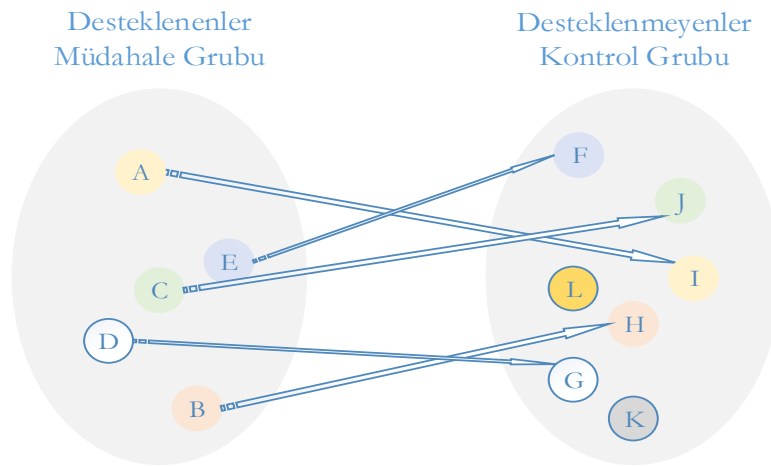 Desteklenenler
Müdahale Grubu
Desteklenmeyenler
Kontrol Grubu
A
E
C
D
B
F
J
I
L
H
G
K